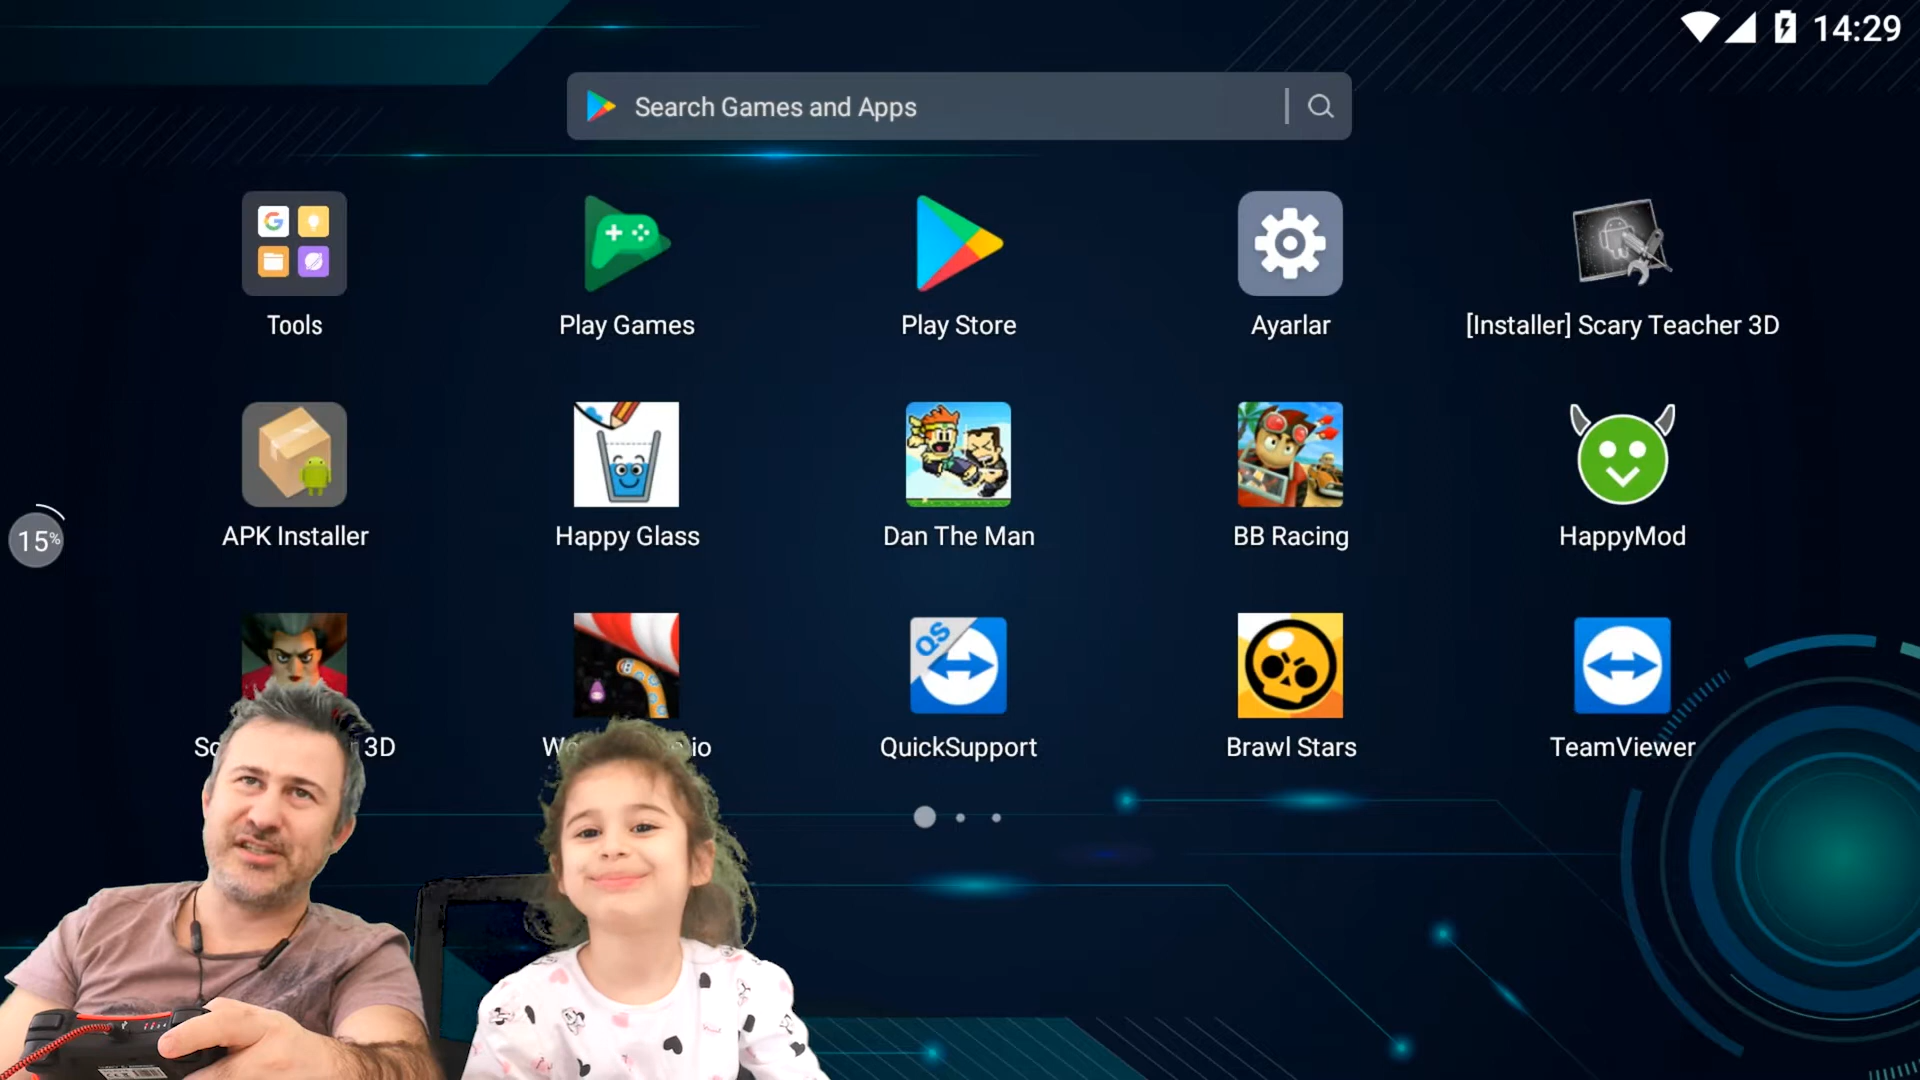 14:29
Search Games and Apps
Tools
Play Games
Play Store
Ayarlar
[Installer] Scary Teacher 3D
APK Installer
Happy Glass
Dan The Man
BB Racing
HappyMod
15%
QS
3D
io
QuickSupport
Brawl Stars
TeamViewer